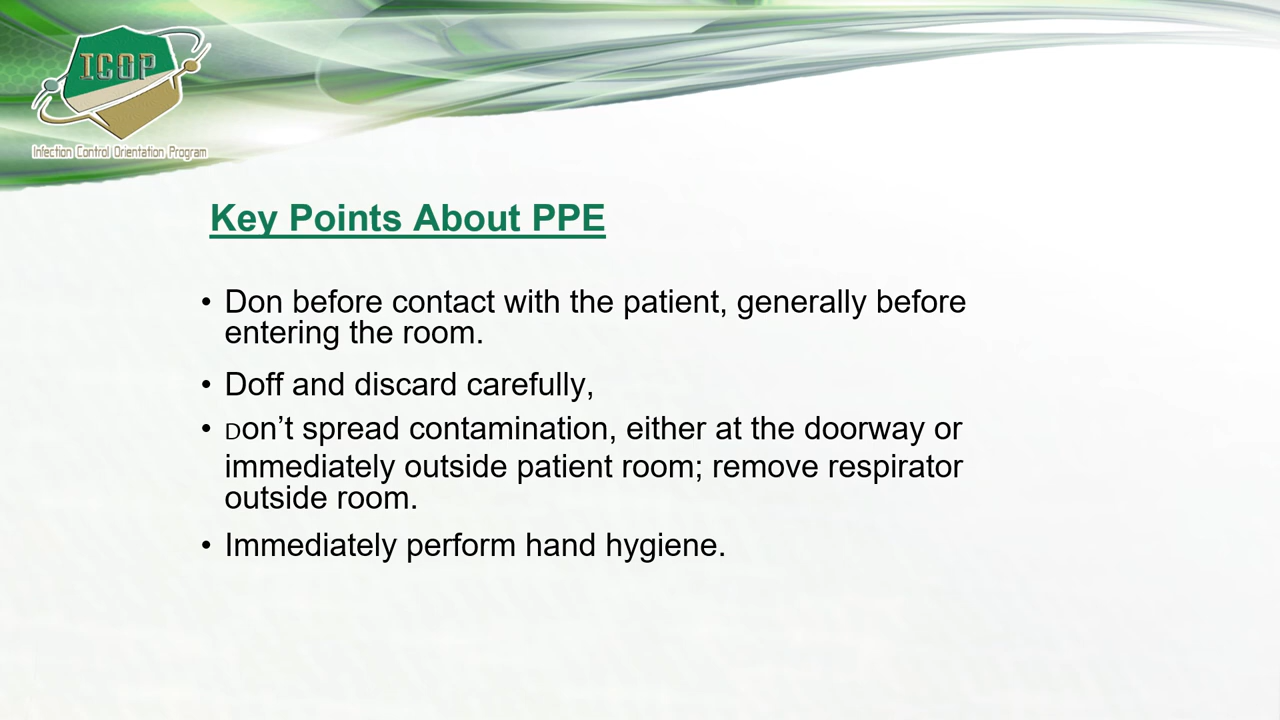 ICOP
Infection Control Orientation Program
Key Points About PPE
• Don before contact with the patient, generally before
entering the room.
• Doff and discard carefully,
• Don’t spread contamination, either at the doorway or
immediately outside patient room; remove respirator
outside room.
• Immediately perform hand hygiene.